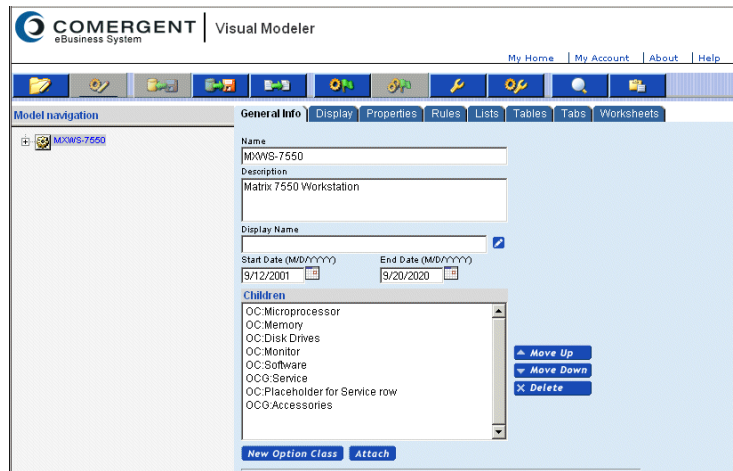 COMERGENT
eBusiness System
Visual Modeler
My Home | My Account | About | Help
Model navigation
General Info Display Properties Rules Lists Tables Tabs Worksheets
MXWS-7550
Name
MXWS-7550
Description
Matrix 7550 Workstation
Display Name
Start Date (M/D/YYYY) End Date (M/D/YYYY)
9/12/2001 9/20/2020
Children
OC:Microprocessor
OC:Memory
OC:Disk Drives
OC:Monitor
OC:Software
OCG:Service
OC:Placeholder for Service row
OCG:Accessories
Move Up
Move Down
Delete
New Option Class Attach